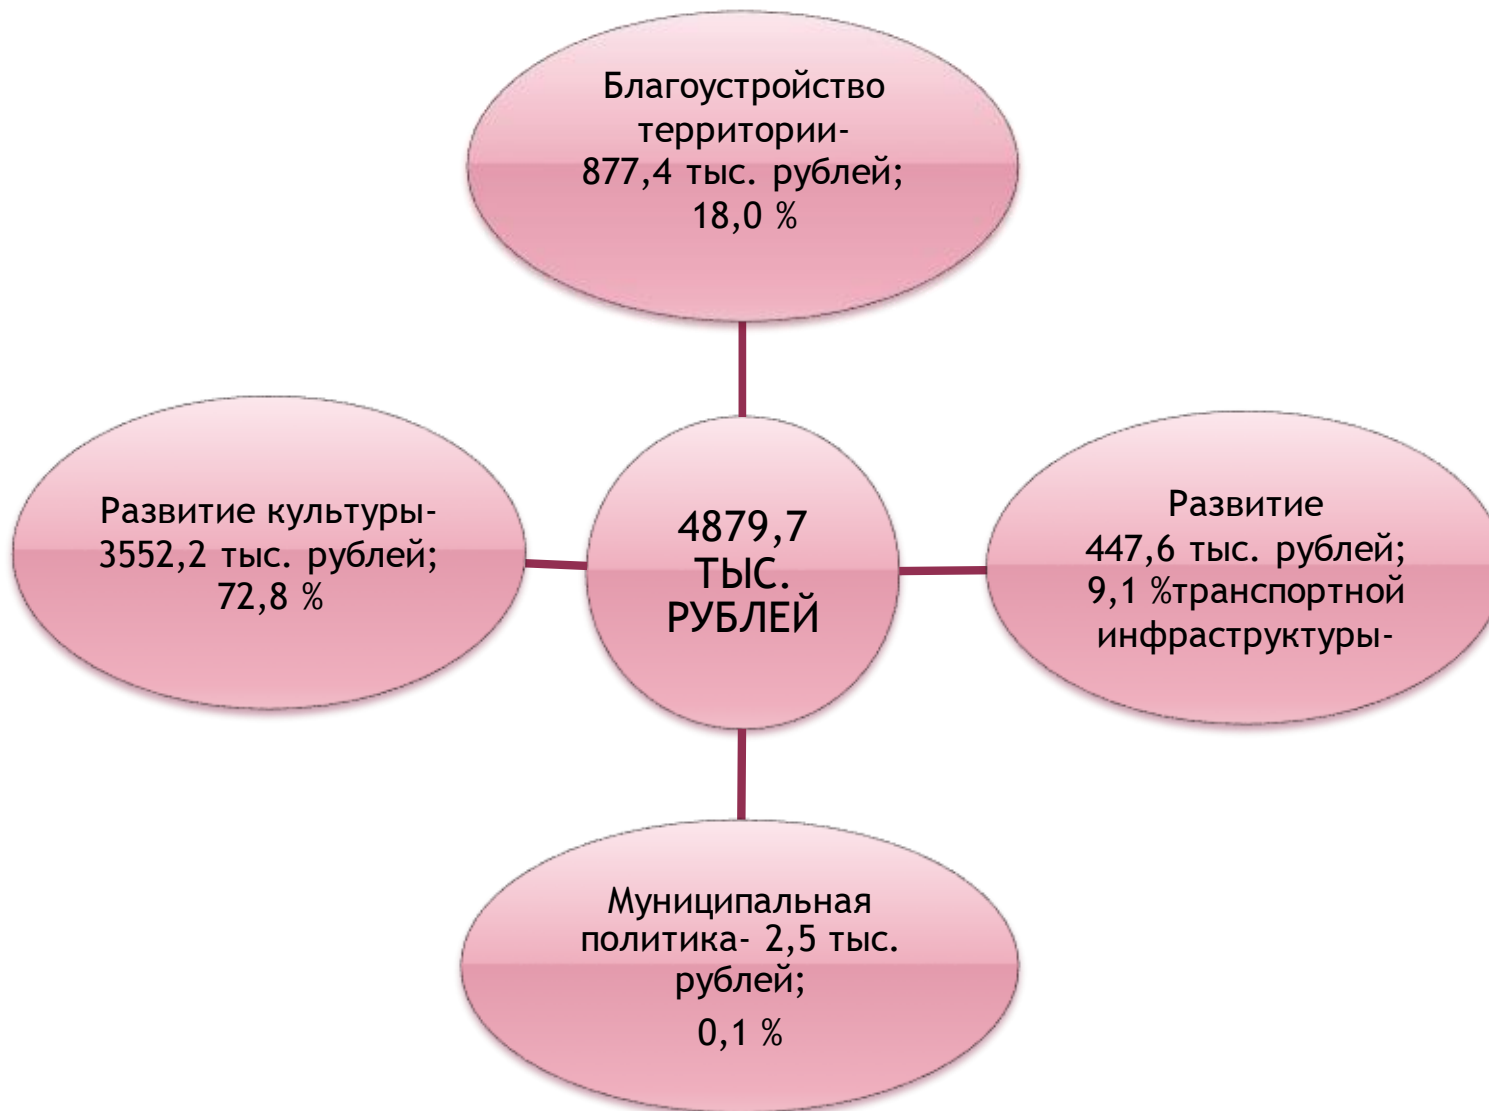 Благоустройство
территории-
877,4 тыс. рублей;
18,0 %
Развитие культуры-
3552,2 тыс. рублей;
72,8 %
4879,7
ТЫС.
РУБЛЕЙ
Развитие
447,6 тыс. рублей;
9,1 %транспортной
инфраструктуры-
Муниципальная
политика- 2,5 тыс.
рублей;
0,1 %